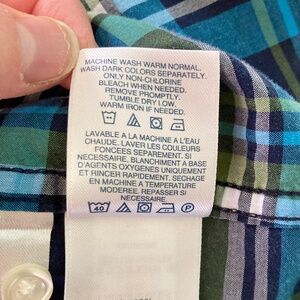 MACHINE WASH WARM NORMAL.
WASH DARK COLORS SEPARATELY.
ONLY NON-CHLORINE
BLEACH WHEN NEEDED.
REMOVE PROMPTLY.
TUMBLE DRY LOW.
WARM IRON IF NEEDED.
LAVABLE A LA MACHINE A L'EAU
CHAUDE. LAVER LES COULEURS
FONCEES SEPAREMENT. SI
NECESSAIRE, BLANCHIMENT A BASE
D'AGENTS OXYGENES UNIQUEMENT
ET RINCER RAPIDEMENT. SECHAGE
EN MACHINE A TEMPERATURE
MODEREE. REPASSER SI
NECESSAIRE.
40 P